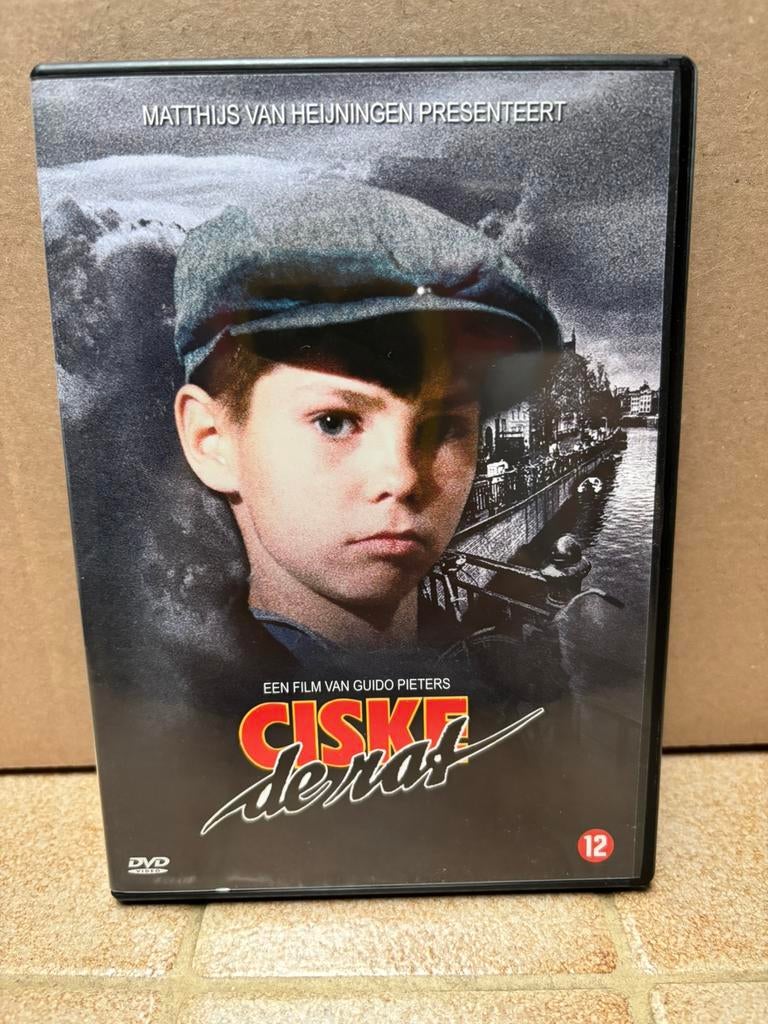 MATTHIJS VAN HEIJNINGEN PRESENTEERT
EEN FILM VAN GUIDO PIETERS
CISKE
de rat
DVD
VIDEO
12